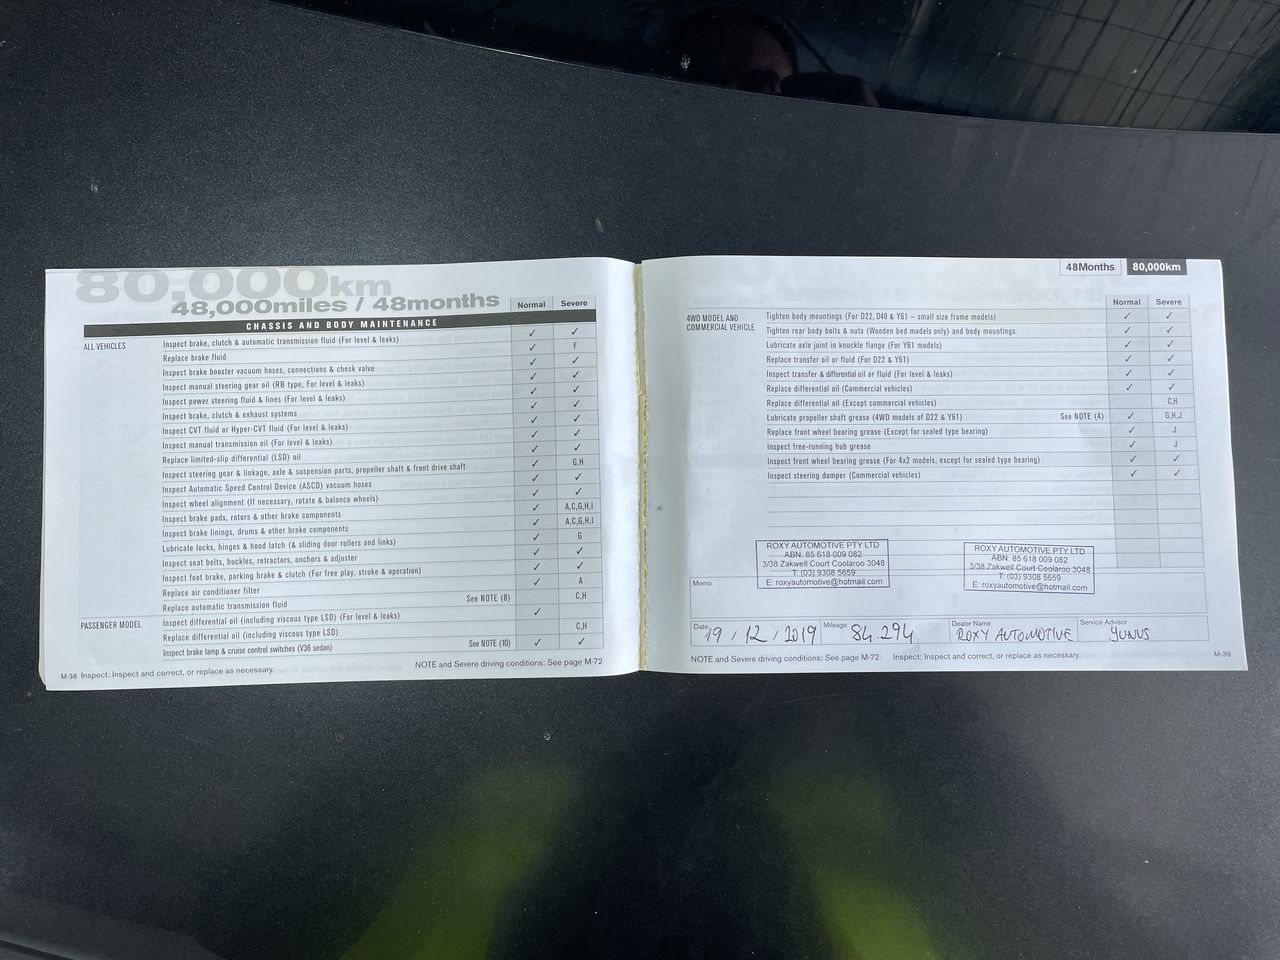 80,000km
48,000miles / 48months
Normal Severe
CHASSIS AND BODY MAINTENANCE
ALL VEHICLES
Inspect brake, clutch & automatic transmission fluid (For level & leaks) ✓ ✓
Replace brake fluid ✓ F
Inspect brake booster vacuum hoses, connections & check valve ✓ ✓
Inspect manual steering gear oil (RB type, For level & leaks) ✓ ✓
Inspect power steering fluid & lines (For level & leaks) ✓ ✓
Inspect brake, clutch & exhaust systems ✓ ✓
Inspect CVT fluid or Hyper-CVT fluid (For level & leaks) ✓ ✓
Inspect manual transmission oil (For level & leaks) ✓ ✓
Replace limited-slip differential (LSD) oil ✓ ✓
Inspect steering gear & linkage, axle & suspension parts, propeller shaft & front drive shaft ✓ G,H
Inspect Automatic Speed Control Device (ASCD) vacuum hoses ✓ ✓
Inspect wheel alignment (If necessary, rotate & balance wheels) ✓ ✓
Inspect brake pads, rotors & other brake components ✓ A,C,G,H,I
Inspect brake linings, drums & other brake components ✓ A,C,G,H,I
Lubricate locks, hinges & hood latch (& sliding door rollers and links) ✓ G
Inspect seat belts, buckles, retractors, anchors & adjuster ✓ ✓
Inspect foot brake, parking brake & clutch (For free play, stroke & operation) ✓ ✓
Replace air conditioner filter ✓ A
Replace automatic transmission fluid See NOTE (8) C,H
PASSENGER MODEL
Inspect differential oil (including viscous type LSD) (For level & leaks) ✓
Replace differential oil (including viscous type LSD) C,H
Inspect brake lamp & cruise control switches (V36 sedan) See NOTE (10) ✓ ✓
NOTE and Severe driving conditions: See page M-72
M-38 Inspect: Inspect and correct, or replace as necessary.
48Months 80,000km
Normal Severe
4WD MODEL AND
COMMERCIAL VEHICLE
Tighten body mountings (For D22, D40 & Y61 – small size frame models) ✓ ✓
Tighten rear body bolts & nuts (Wooden bed models only) and body mountings ✓ ✓
Lubricate axle joint in knuckle flange (For Y61 models) ✓ ✓
Replace transfer oil or fluid (For D22 & Y61) ✓ ✓
Inspect transfer & differential oil or fluid (For level & leaks) ✓ ✓
Replace differential oil (Commercial vehicles) ✓ ✓
Replace differential oil (Except commercial vehicles) C,H
Lubricate propeller shaft grease (4WD models of D22 & Y61) See NOTE (4) ✓ G,H,J
Replace front wheel bearing grease (Except for sealed type bearing) ✓ J
Inspect free-running hub grease ✓ J
Inspect front wheel bearing grease (For 4x2 models, except for sealed type bearing) ✓ ✓
Inspect steering damper (Commercial vehicles) ✓ ✓
ROXY AUTOMOTIVE PTY LTD
ABN: 85 618 009 082
3/38 Zakwell Court Coolaroo 3048
T: (03) 9308 5659
E: roxyautomotive@hotmail.com
ROXY AUTOMOTIVE PTY LTD
ABN: 85 618 009 082
3/38 Zakwell Court Coolaroo 3048
T: (03) 9308 5659
E: roxyautomotive@hotmail.com
Memo
Date 19 / 12 / 2019 Mileage 84.294 Dealer Name ROXY AUTOMOTIVE Service Advisor YUNUS
NOTE and Severe driving conditions: See page M-72 Inspect: Inspect and correct, or replace as necessary. M-39